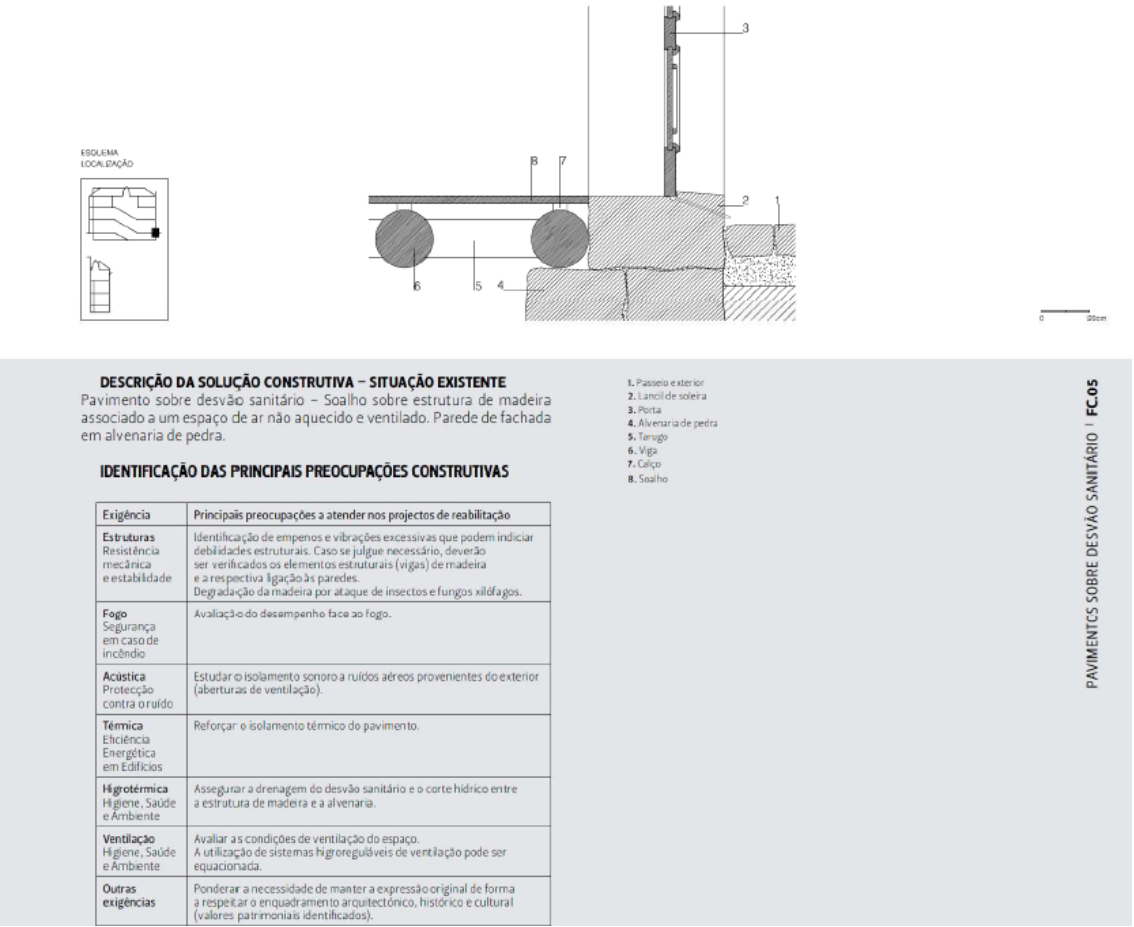 3
ESQUEMA
LOCALIZAÇÃO
8 7
2 1
6 5 4
0 20cm
DESCRIÇÃO DA SOLUÇÃO CONSTRUTIVA – SITUAÇÃO EXISTENTE
Pavimento sobre desvão sanitário – Soalho sobre estrutura de madeira
associado a um espaço de ar não aquecido e ventilado. Parede de fachada
em alvenaria de pedra.
IDENTIFICAÇÃO DAS PRINCIPAIS PREOCUPAÇÕES CONSTRUTIVAS
Exigência Principais preocupações a atender nos projectos de reabilitação
Estruturas Identificação de empenos e vibrações excessivas que podem indiciar
Resistência debilidades estruturais. Caso se julgue necessário, deverão
mecânica ser verificados os elementos estruturais (vigas) de madeira
e estabilidade e a respectiva ligação às paredes.
Degradação da madeira por ataque de insectos e fungos xilófagos.
Fogo Avaliação do desempenho face ao fogo.
Segurança
em caso de
incêndio
Acústica Estudar o isolamento sonoro a ruídos aéreos provenientes do exterior
Protecção (aberturas de ventilação).
contra o ruído
Térmica Reforçar o isolamento térmico do pavimento.
Eficiência
Energética
em Edifícios
Higrotérmica Assegurar a drenagem do desvão sanitário e o corte hídrico entre
Higiene, Saúde a estrutura de madeira e a alvenaria.
e Ambiente
Ventilação Avaliar as condições de ventilação do espaço.
Higiene, Saúde A utilização de sistemas higroreguláveis de ventilação pode ser
e Ambiente equacionada.
Outras Ponderar a necessidade de manter a expressão original de forma
exigências a respeitar o enquadramento arquitectónico, histórico e cultural
(valores patrimoniais identificados).
1. Passeio exterior
2. Lancil de soleira
3. Porta
4. Alvenaria de pedra
5. Tarugo
6. Viga
7. Calço
8. Soalho
PAVIMENTOS SOBRE DESVÃO SANITÁRIO | FC.05